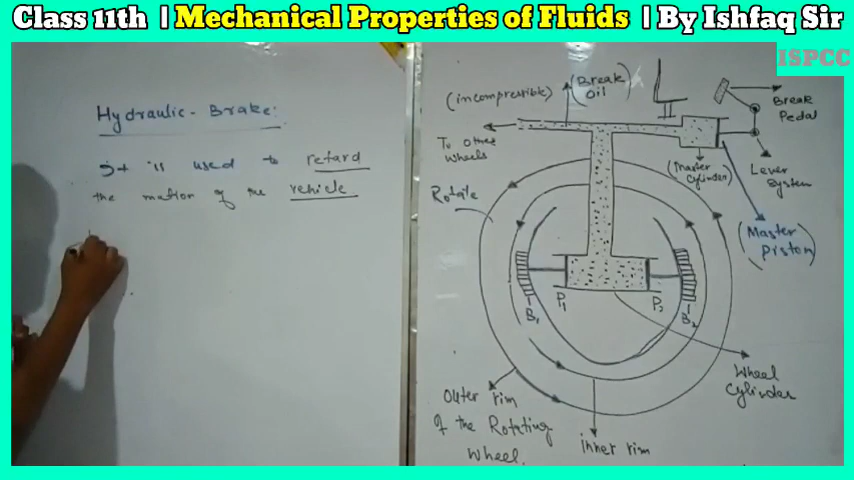 Class 11th | Mechanical Properties of Fluids | By Ishfaq Sir
ISPCC
Hydraulic - Brake:
It is used to retard
the motion of the vehicle
(incompressible)
(Break
Oil)
To other
wheels
Rotate
(Master
Cylinder)
Break
Pedal
Lever
System
(Master
Piston)
P1
P2
B1
B2
Wheel
Cylinder
Outer rim
of the Rotating
Wheel.
inner rim